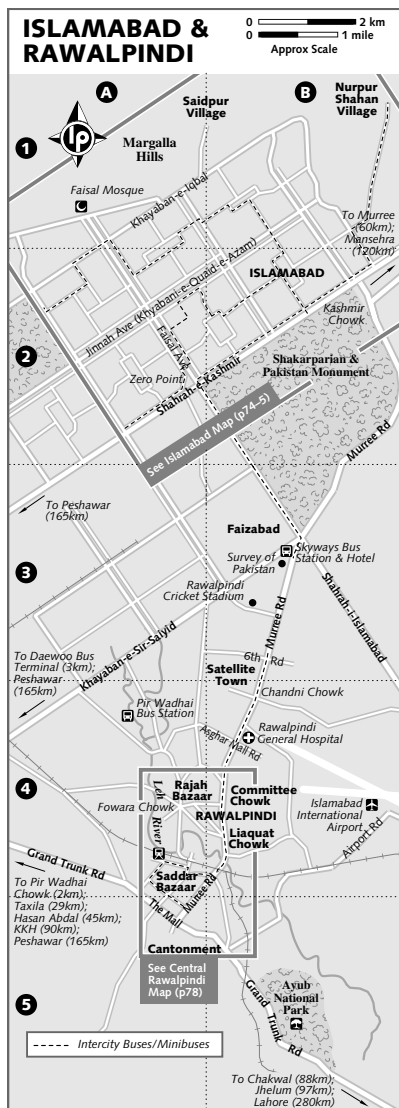 ISLAMABAD &
RAWALPINDI
0 2 km
0 1 mile
Approx Scale
A
B
1
lp
Saidpur
Village
Nurpur
Shahan
Village
Margalla
Hills
Faisal Mosque
Khayaban-e-Iqbal
To Murree
(60km);
Mansehra
(120km)
Jinnah Ave (Khyabani-e-Quaid-e-Azam)
ISLAMABAD
Kashmir
Chowk
2
Faisal Ave
Zero Point
Shahrah-e-Kashmir
Shakarparian &
Pakistan Monument
See Islamabad Map (p74-5)
Murree Rd
To Peshawar
(165km)
Faizabad
Skyways Bus
Station & Hotel
Survey of
Pakistan
3
Rawalpindi
Cricket Stadium
Murree Rd
Shahrah-i-Islamabad
Khayaban-e-Sir-Saiyid
6th Rd
To Daewoo Bus
Terminal (3km);
Peshawar
(165km)
Satellite
Town
Chandni Chowk
Pir Wadhai
Bus Station
Asghar Mall Rd
Rawalpindi
General Hospital
4
Leh River
Rajah
Bazaar
Committee
Chowk
Fowara Chowk
RAWALPINDI
Islamabad
International
Airport
Liaquat
Chowk
Airport Rd
Grand Trunk Rd
Saddar
Bazaar
Murree Rd
To Pir Wadhai
Chowk (2km);
Taxila (29km);
Hasan Abdal (45km);
KKH (90km);
Peshawar (165km)
The Mall
Cantonment
See Central
Rawalpindi
Map (p78)
Ayub
National
Park
5
Grand Trunk Rd
Intercity Buses/Minibuses
To Chakwal (88km);
Jhelum (97km);
Lahore (280km)